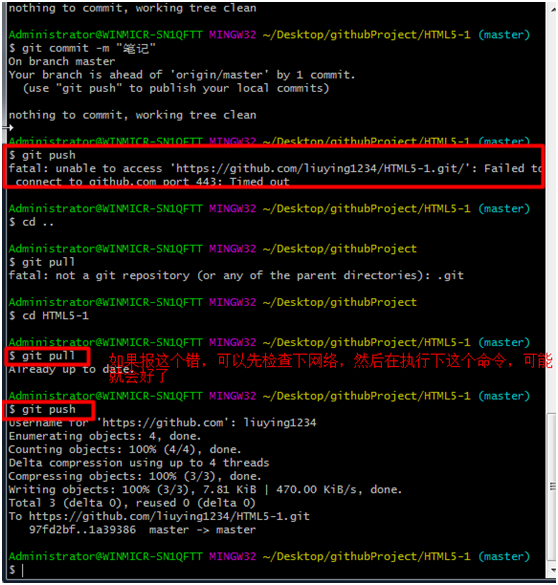 nothing to commit, working tree clean
Administrator@WINMICR-SN1QFTT MINGW32 ~/Desktop/githubProject/HTML5-1 (master)
$ git commit -m "笔记"
On branch master
Your branch is ahead of 'origin/master' by 1 commit.
(use "git push" to publish your local commits)
nothing to commit, working tree clean
Administrator@WINMICR-SN1QFTT MINGW32 ~/Desktop/githubProject/HTML5-1 (master)
$ git push
fatal: unable to access 'https://github.com/liuying1234/HTML5-1.git/': Failed to
connect to github.com port 443: Timed out
Administrator@WINMICR-SN1QFTT MINGW32 ~/Desktop/githubProject/HTML5-1 (master)
$ cd ..
Administrator@WINMICR-SN1QFTT MINGW32 ~/Desktop/githubProject
$ git pull
fatal: not a git repository (or any of the parent directories): .git
Administrator@WINMICR-SN1QFTT MINGW32 ~/Desktop/githubProject
$ cd HTML5-1
Administrator@WINMICR-SN1QFTT MINGW32 ~/Desktop/githubProject/HTML5-1 (master)
$ git pull
如果报这个错，可以先检查下网络，然后在执行下这个命令，可能
Already up to date.
就会好了
Administrator@WINMICR-SN1QFTT MINGW32 ~/Desktop/githubProject/HTML5-1 (master)
$ git push
Username for 'https://github.com': liuying1234
Enumerating objects: 4, done.
Counting objects: 100% (4/4), done.
Delta compression using up to 4 threads
Compressing objects: 100% (3/3), done.
Writing objects: 100% (3/3), 7.81 KiB | 470.00 KiB/s, done.
Total 3 (delta 0), reused 0 (delta 0)
To https://github.com/liuying1234/HTML5-1.git
97fd2bf..1a39386 master -> master
Administrator@WINMICR-SN1QFTT MINGW32 ~/Desktop/githubProject/HTML5-1 (master)
$